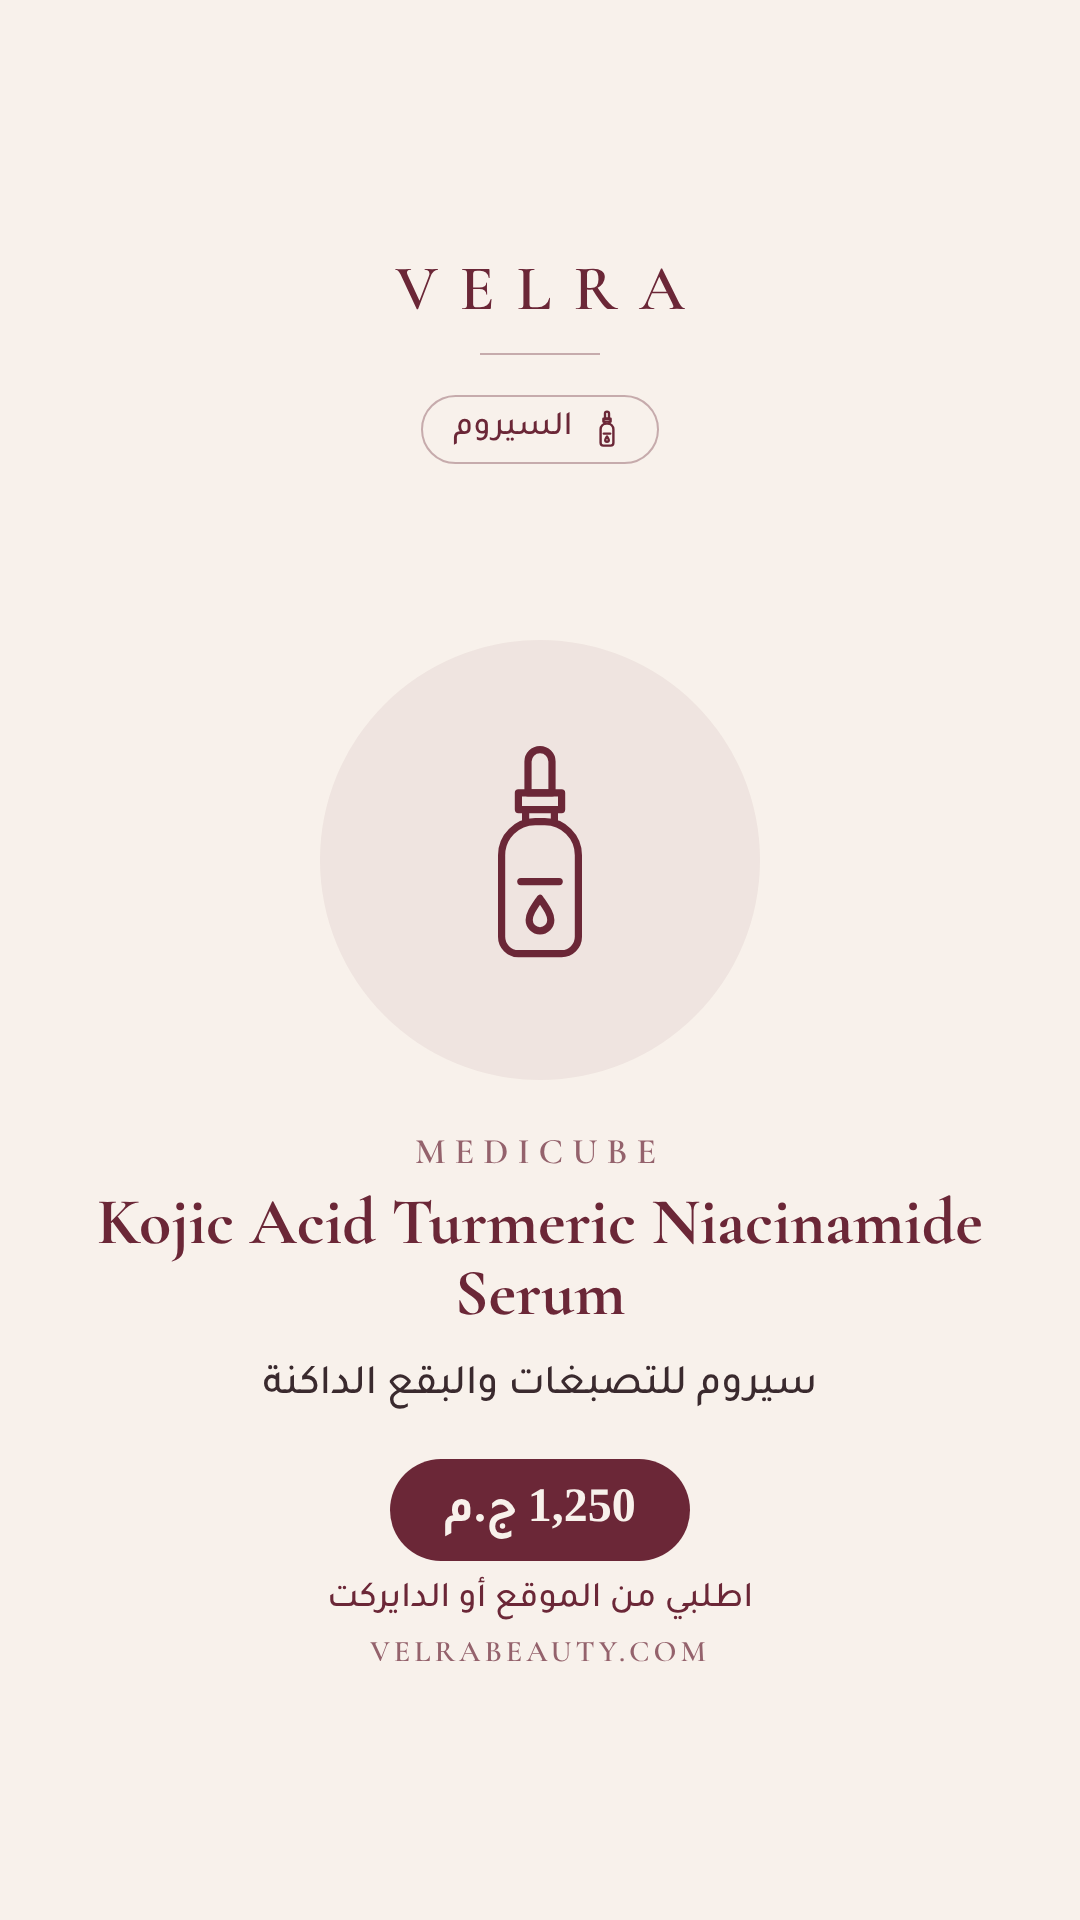 VELRA
السيروم
MEDICUBE
Kojic Acid Turmeric Niacinamide
Serum
سيروم للتصبغات والبقع الداكنة
1,250 ج.م
اطلبي من الموقع أو الدايركت
VELRABEAUTY.COM